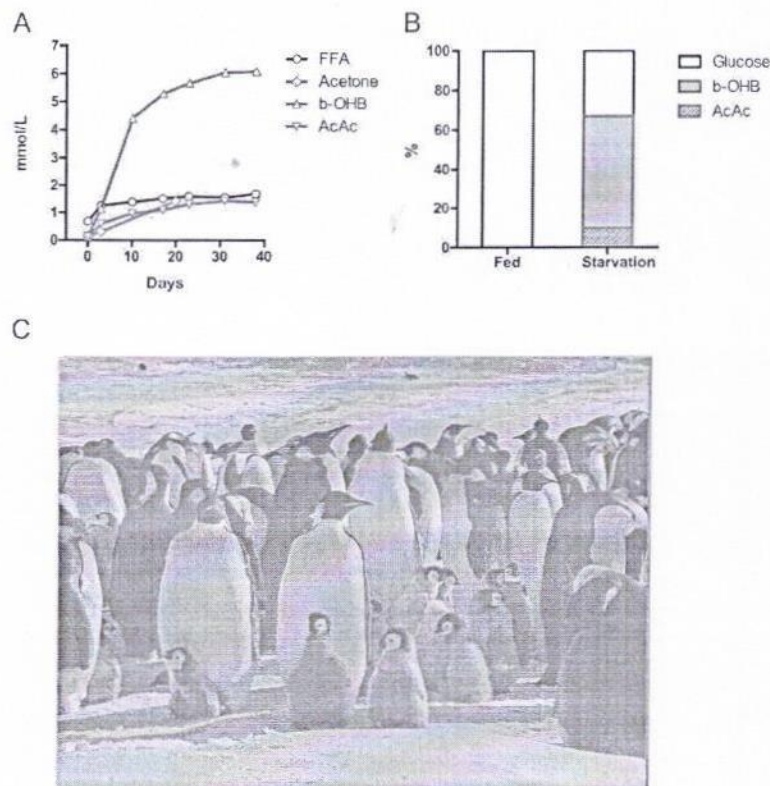 A
7
6
5
4
3
2
1
0
mmol/L
0 10 20 30 40
Days
FFA
Acetone
b-OHB
AcAc
B
100
80
60
40
20
0
%
Fed Starvation
Glucose
b-OHB
AcAc
C